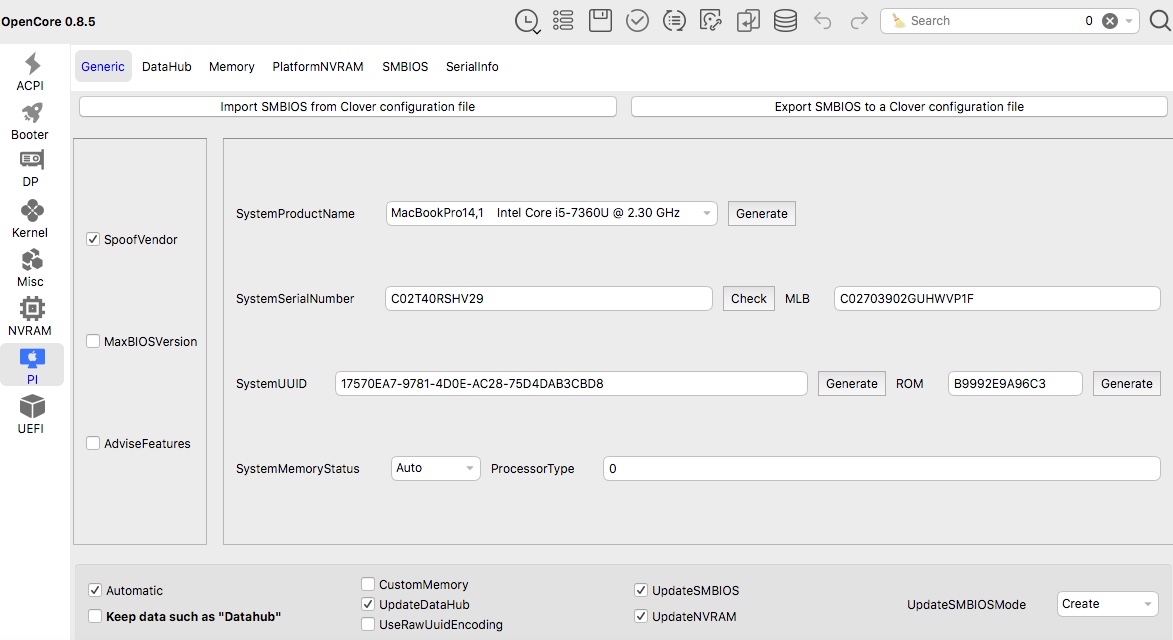 OpenCore 0.8.5
Search 0
ACPI
Booter
DP
Kernel
Misc
NVRAM
PI
UEFI
Generic DataHub Memory PlatformNVRAM SMBIOS SerialInfo
Import SMBIOS from Clover configuration file Export SMBIOS to a Clover configuration file
SpoofVendor
MaxBIOSVersion
AdviseFeatures
SystemProductName MacBookPro14,1 Intel Core i5-7360U @ 2.30 GHz Generate
SystemSerialNumber C02T40RSHV29 Check MLB C02703902GUHWVP1F
SystemUUID 17570EA7-9781-4D0E-AC28-75D4DAB3CBD8 Generate ROM B9992E9A96C3 Generate
SystemMemoryStatus Auto ProcessorType 0
Automatic
Keep data such as "Datahub"
CustomMemory
UpdateDataHub
UseRawUuidEncoding
UpdateSMBIOS
UpdateNVRAM
UpdateSMBIOSMode Create